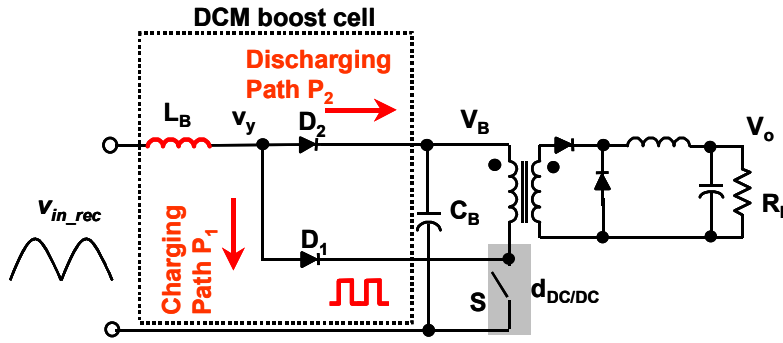 DCM boost cell
Discharging
Path P2
LB
vy
D2
VB
Vo
vin_rec
Charging
Path P1
D1
CB
S
dDC/DC